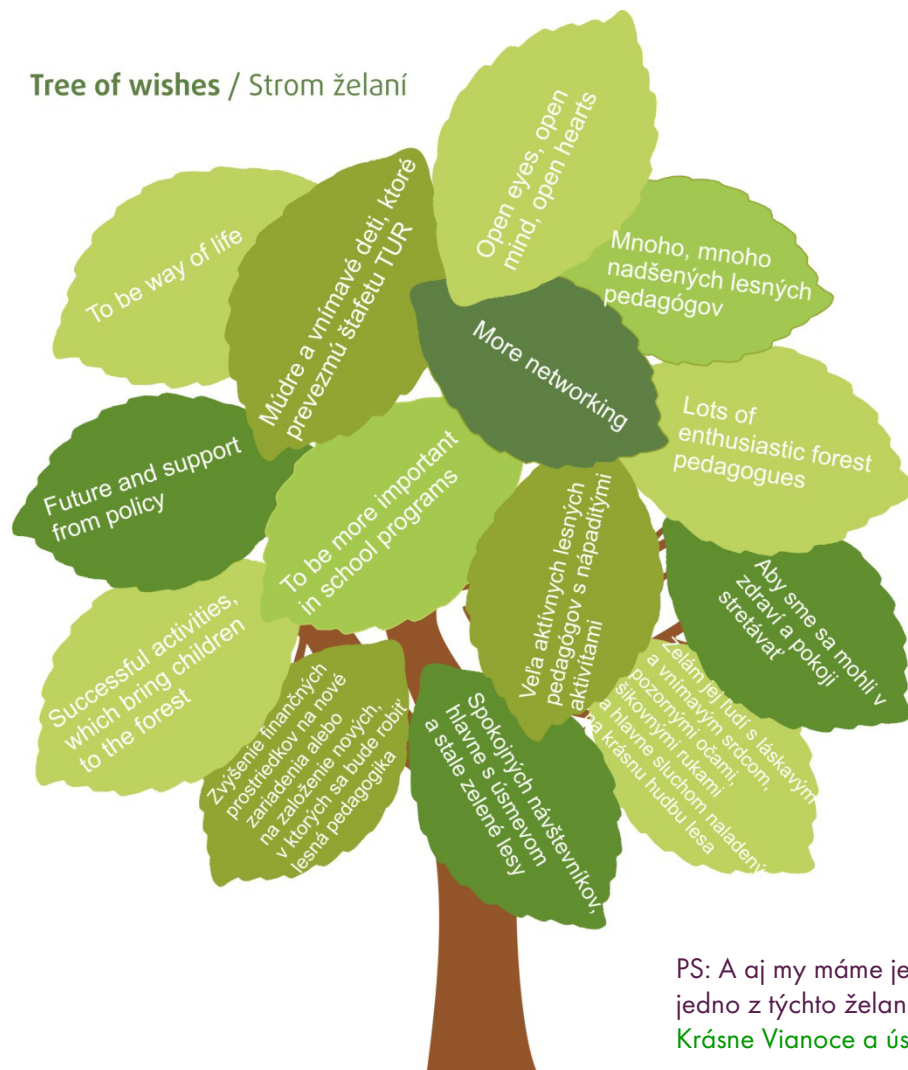 Tree of wishes / Strom želaní
Open eyes, open
mind, open hearts
To be way of life
Múdre a vnímavé deti, ktoré
prevezmú štafetu TUR
Mnoho, mnoho
nadšených lesných
pedagógov
More networking
Lots of
enthusiastic forest
pedagogues
Future and support
from policy
To be more important
in school programs
Veľa aktivnych lesných
pedagógov s nápaditými
aktivitami
Aby sme sa mohli v
zdraví a pokoji
stretávať
Successful activities,
which bring children
to the forest
Zvýšenie finančných
prostriedkov na nové
zariadenia alebo
na založenie nových,
v ktorých sa bude robiť
lesná pedagogika
Spokojných návštevníkov,
hlavne s úsmevom
a stale zelené lesy
Želám jej ľudí s láskavým
a vnímavým srdcom,
pozornými očami,
šikovnými rukami
a hlavne sluchom naladeným
krásnu hudbu lesa
PS: A aj my máme je
jedno z týchto želan
Krásne Vianoce a ús